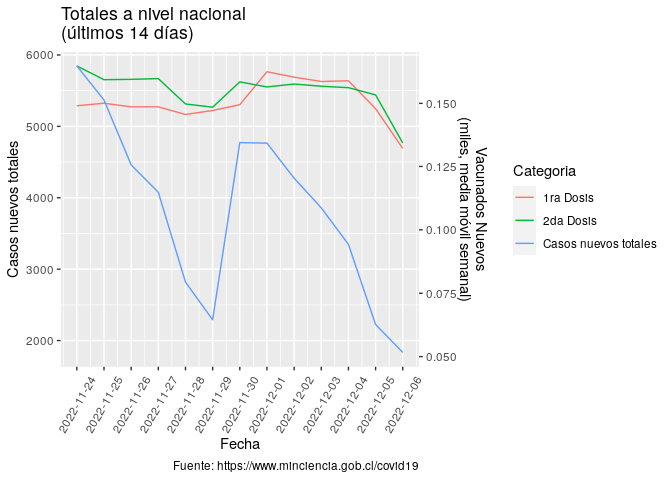 Totales a nivel nacional
(últimos 14 días)
6000
5000
4000
3000
2000
Casos nuevos totales
0.150
0.125
0.100
0.075
0.050
Vacunados Nuevos
(miles, media móvil semanal)
2022-11-24
2022-11-25
2022-11-26
2022-11-27
2022-11-28
2022-11-29
2022-11-30
2022-12-01
2022-12-02
2022-12-03
2022-12-04
2022-12-05
2022-12-06
Fecha
Categoria
1ra Dosis
2da Dosis
Casos nuevos totales
Fuente: https://www.minciencia.gob.cl/covid19